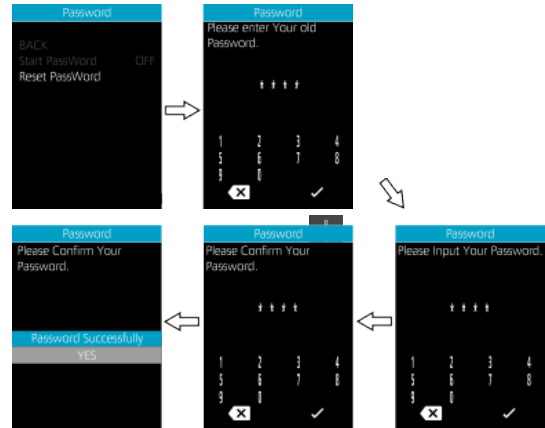 Password
BACK
Start PassWord OFF
Reset PassWord
Password
Please enter Your old
Password.
* * * *
1 2 3 4
5 6 7 8
9 0
Password
Please Input Your Password.
* * * *
1 2 3 4
5 6 7 8
9 0
Password
Please Confirm Your
Password.
* * * *
1 2 3 4
5 6 7 8
9 0
Password
Please Confirm Your
Password.
Password Successfully
YES